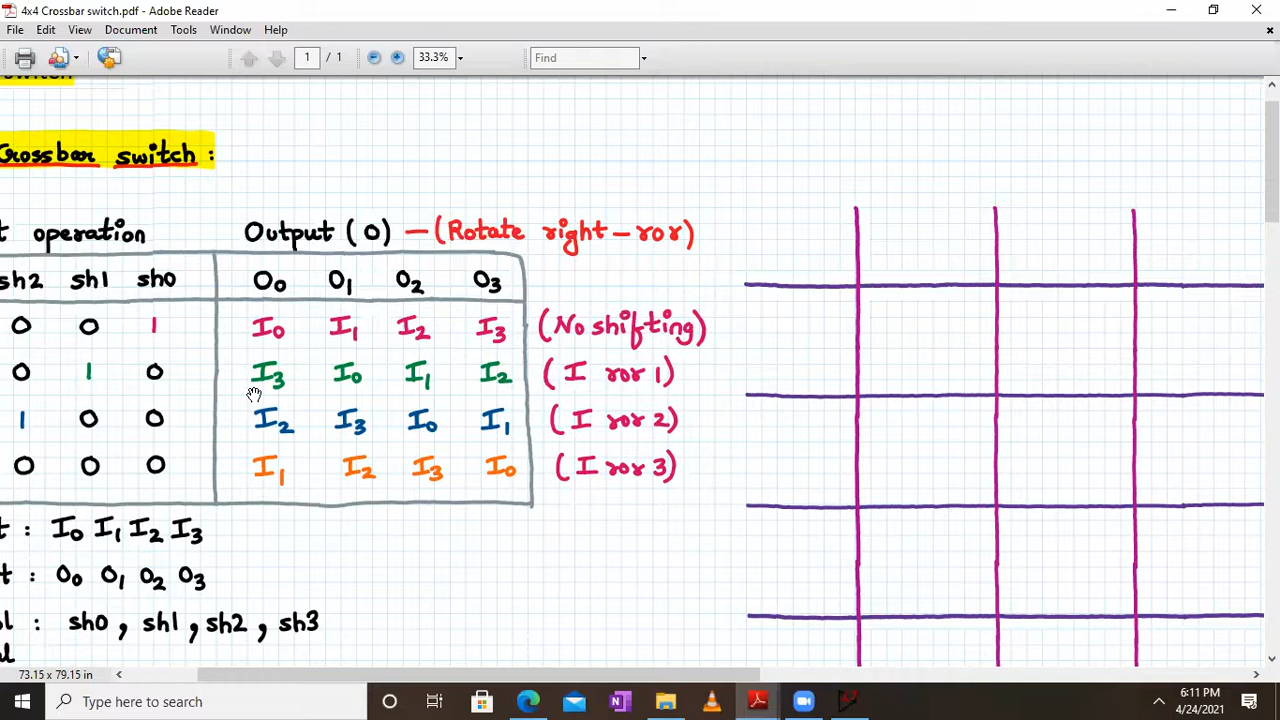 4x4 Crossbar switch.pdf - Adobe Reader
File Edit View Document Tools Window Help
1 / 1 33.3% Find
switch
Crossbar switch :
t operation Output (O) - (Rotate right - ror)
sh2 sh1 sh0 O0 O1 O2 O3
0 0 1 I0 I1 I2 I3 (No shifting)
0 1 0 I3 I0 I1 I2 (I ror 1)
1 0 0 I2 I3 I0 I1 (I ror 2)
0 0 0 I1 I2 I3 I0 (I ror 3)
t : I0 I1 I2 I3
t : O0 O1 O2 O3
ol : sh0 , sh1 , sh2 , sh3
ol
73.15 x 79.15 in
Type here to search
6:11 PM
4/24/2021